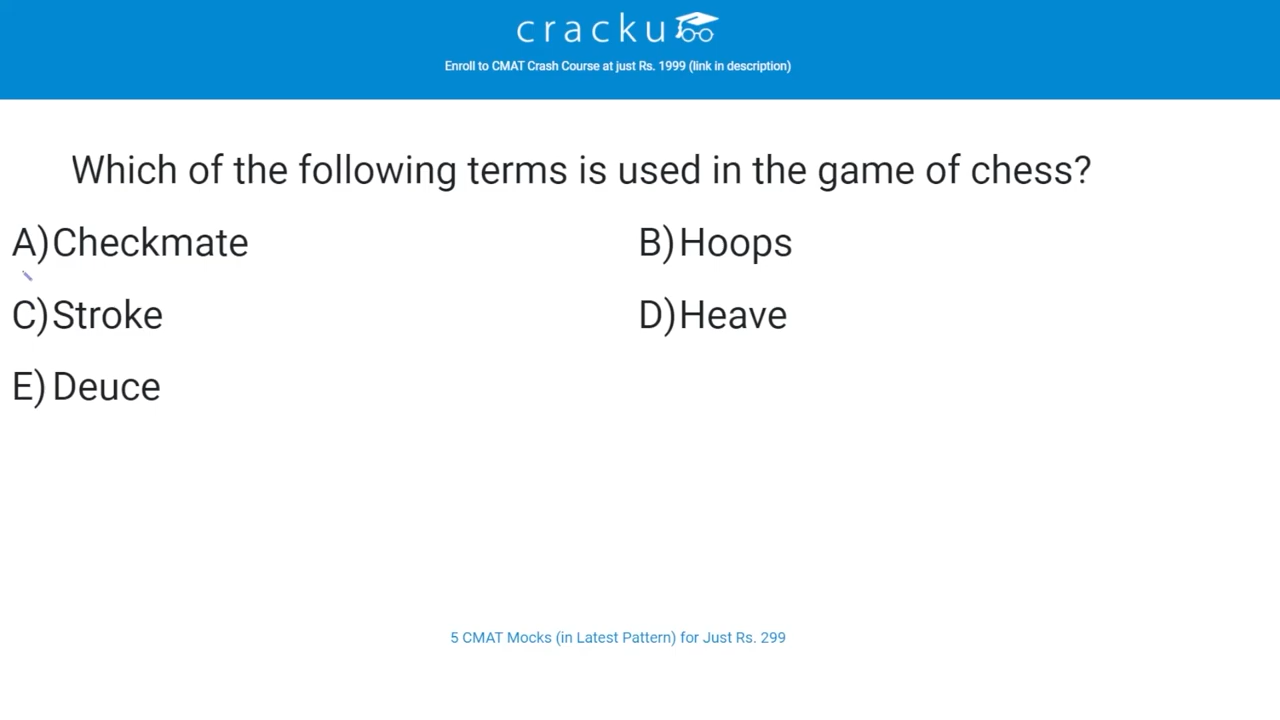 cracku
Enroll to CMAT Crash Course at just Rs. 1999 (link in description)
Which of the following terms is used in the game of chess?
A) Checkmate
B) Hoops
C) Stroke
D) Heave
E) Deuce
5 CMAT Mocks (in Latest Pattern) for Just Rs. 299